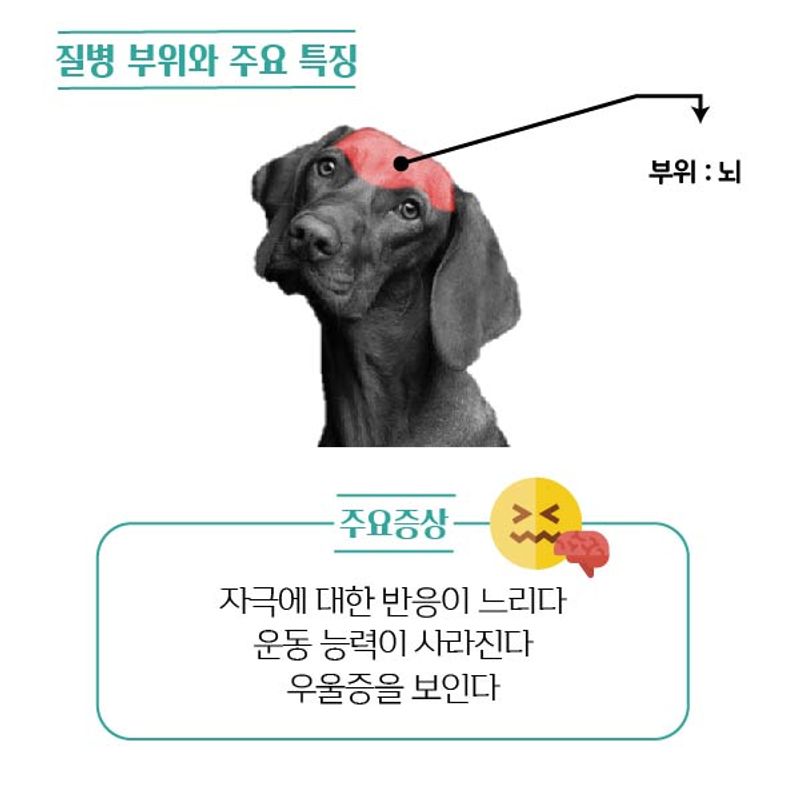 질병 부위와 주요 특징
부위 : 뇌
주요증상
자극에 대한 반응이 느리다
운동 능력이 사라진다
우울증을 보인다